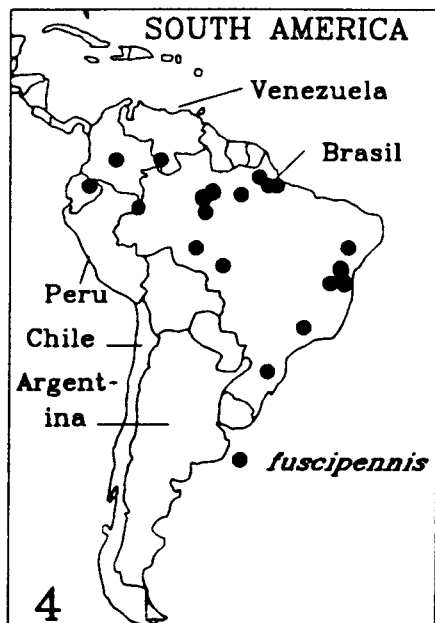 SOUTH AMERICA
Venezuela
Brasil
Peru
Chile
Argent-
ina
fuscipennis
4